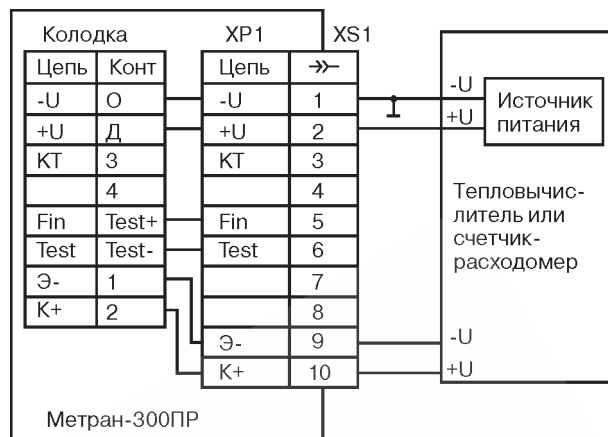 Колодка XP1 XS1
Цепь Конт Цепь
-U О -U 1 -U
+U Д +U 2 +U
Источник
питания
КТ 3 КТ 3
4 4
Fin Test+ Fin 5
Test Test- Test 6
Э- 1 7
К+ 2 8
Э- 9 -U
К+ 10 +U
Тепловычис-
литель или
счетчик-
расходомер
Метран-300ПР